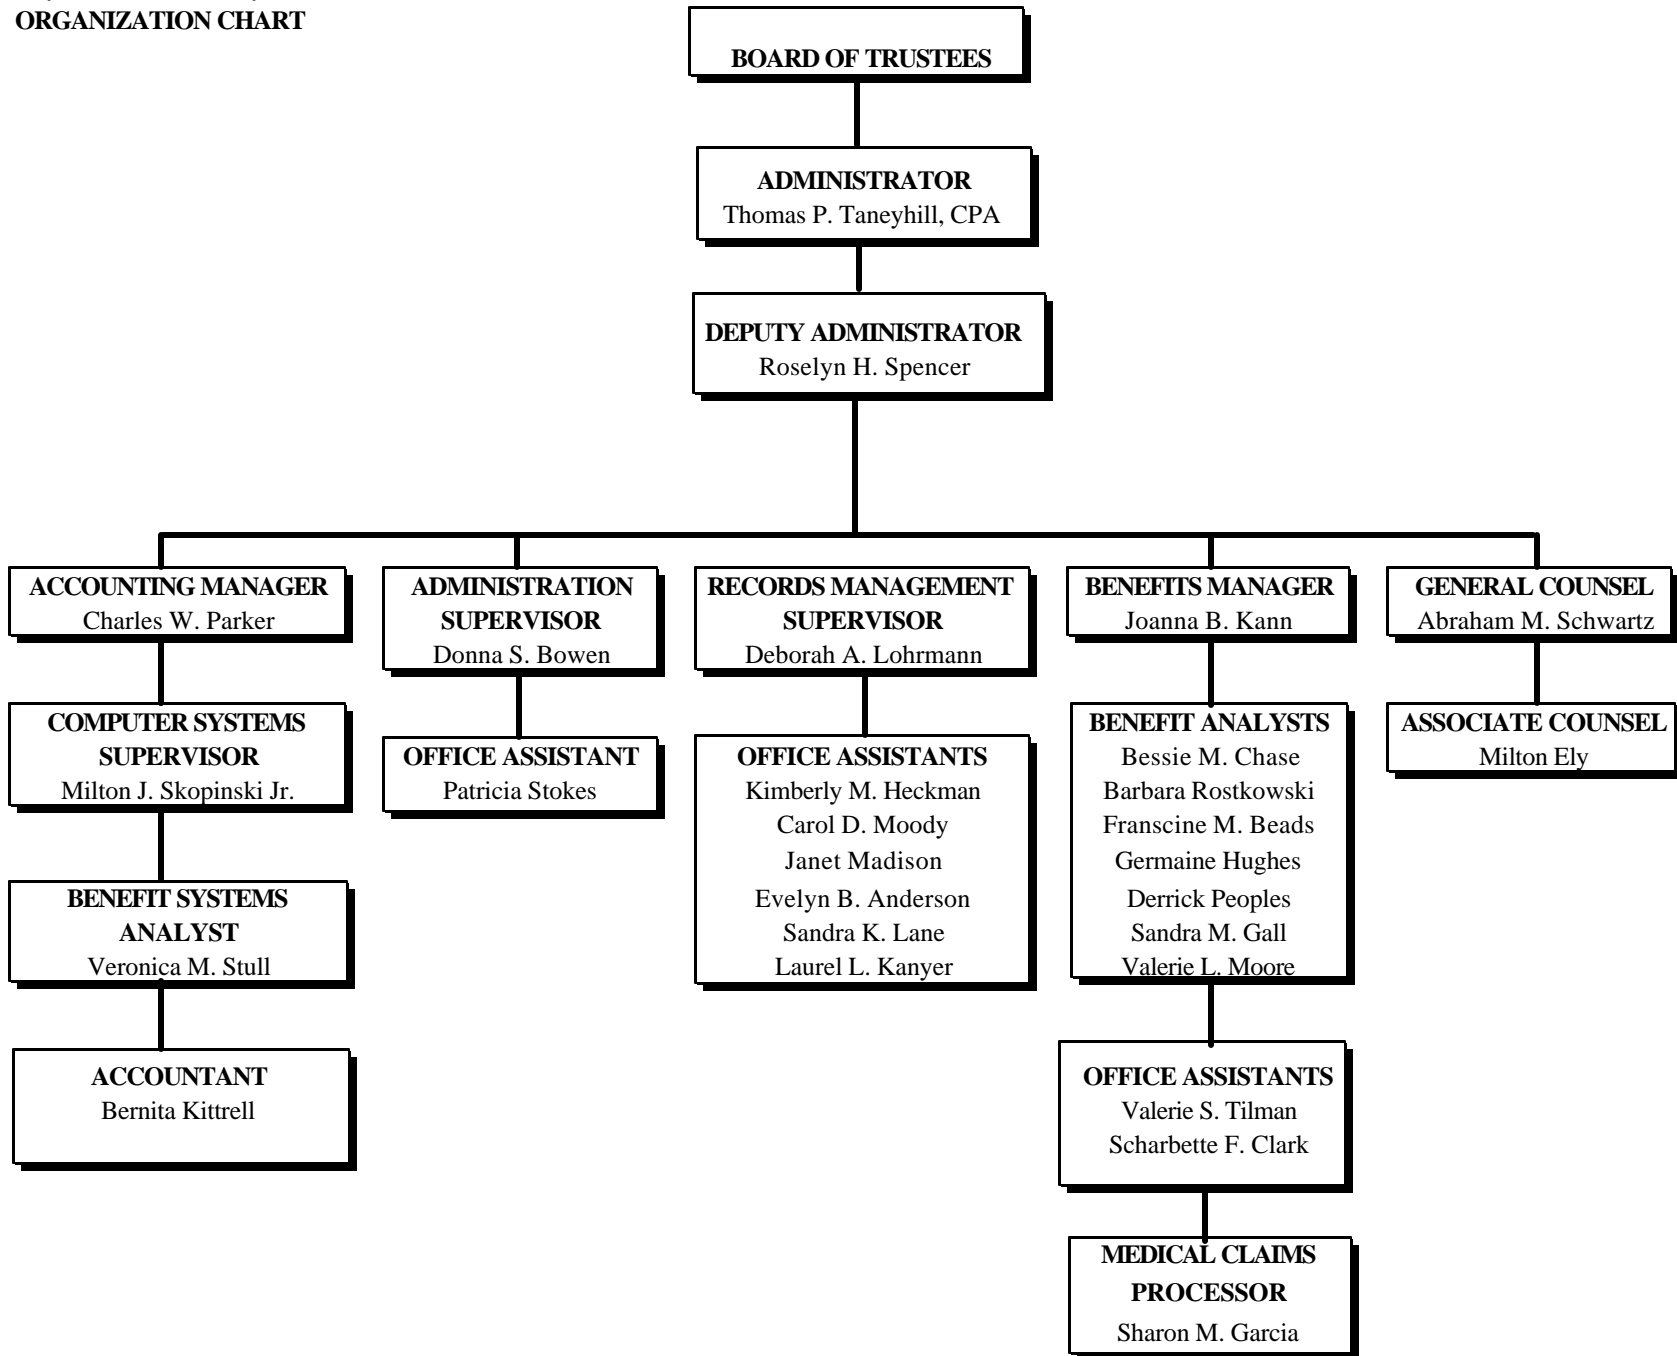 ORGANIZATION CHART
BOARD OF TRUSTEES
ADMINISTRATOR
Thomas P. Taneyhill, CPA
DEPUTY ADMINISTRATOR
Roselyn H. Spencer
ACCOUNTING MANAGER
Charles W. Parker
COMPUTER SYSTEMS
SUPERVISOR
Milton J. Skopinski Jr.
BENEFIT SYSTEMS
ANALYST
Veronica M. Stull
ACCOUNTANT
Bernita Kittrell
ADMINISTRATION
SUPERVISOR
Donna S. Bowen
OFFICE ASSISTANT
Patricia Stokes
RECORDS MANAGEMENT
SUPERVISOR
Deborah A. Lohrmann
OFFICE ASSISTANTS
Kimberly M. Heckman
Carol D. Moody
Janet Madison
Evelyn B. Anderson
Sandra K. Lane
Laurel L. Kanyer
BENEFITS MANAGER
Joanna B. Kann
BENEFIT ANALYSTS
Bessie M. Chase
Barbara Rostkowski
Franscine M. Beads
Germaine Hughes
Derrick Peoples
Sandra M. Gall
Valerie L. Moore
OFFICE ASSISTANTS
Valerie S. Tilman
Scharbette F. Clark
MEDICAL CLAIMS
PROCESSOR
Sharon M. Garcia
GENERAL COUNSEL
Abraham M. Schwartz
ASSOCIATE COUNSEL
Milton Ely